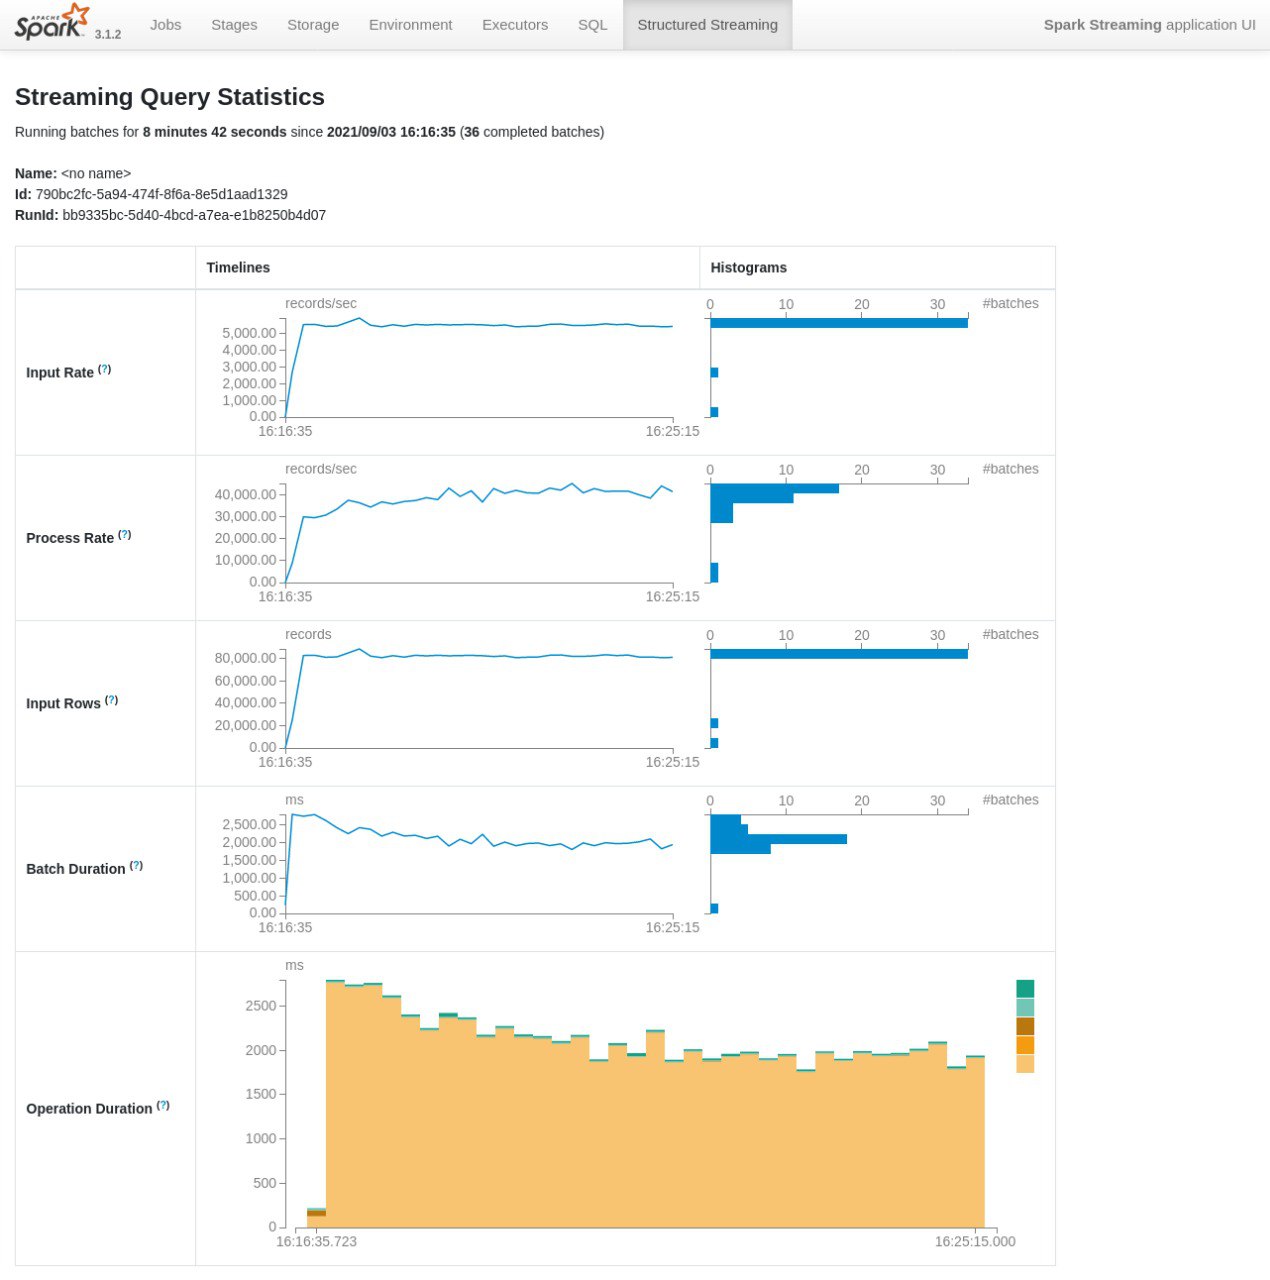 APACHE
Spark 3.1.2 Jobs Stages Storage Environment Executors SQL Structured Streaming Spark Streaming application UI
Streaming Query Statistics
Running batches for 8 minutes 42 seconds since 2021/09/03 16:16:35 (36 completed batches)
Name: <no name>
Id: 790bc2fc-5a94-474f-8f6a-8e5d1aad1329
RunId: bb9335bc-5d40-4bcd-a7ea-e1b8250b4d07
Timelines Histograms
Input Rate (?)
records/sec
5,000.00
4,000.00
3,000.00
2,000.00
1,000.00
0.00
16:16:35 16:25:15
0 10 20 30 #batches
Process Rate (?)
records/sec
40,000.00
30,000.00
20,000.00
10,000.00
0.00
16:16:35 16:25:15
0 10 20 30 #batches
Input Rows (?)
records
80,000.00
60,000.00
40,000.00
20,000.00
0.00
16:16:35 16:25:15
0 10 20 30 #batches
Batch Duration (?)
ms
2,500.00
2,000.00
1,500.00
1,000.00
500.00
0.00
16:16:35 16:25:15
0 10 20 30 #batches
Operation Duration (?)
ms
2500
2000
1500
1000
500
0
16:16:35.723 16:25:15.000